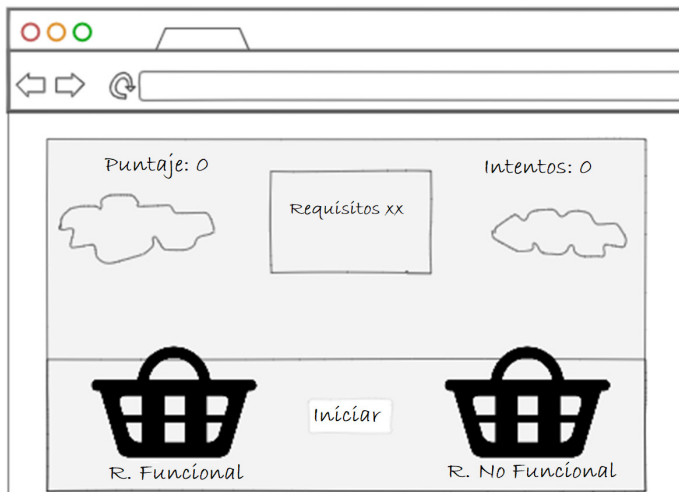 Puntaje: 0
Intentos: 0
Requisitos xx
Iniciar
R. Funcional
R. No Funcional